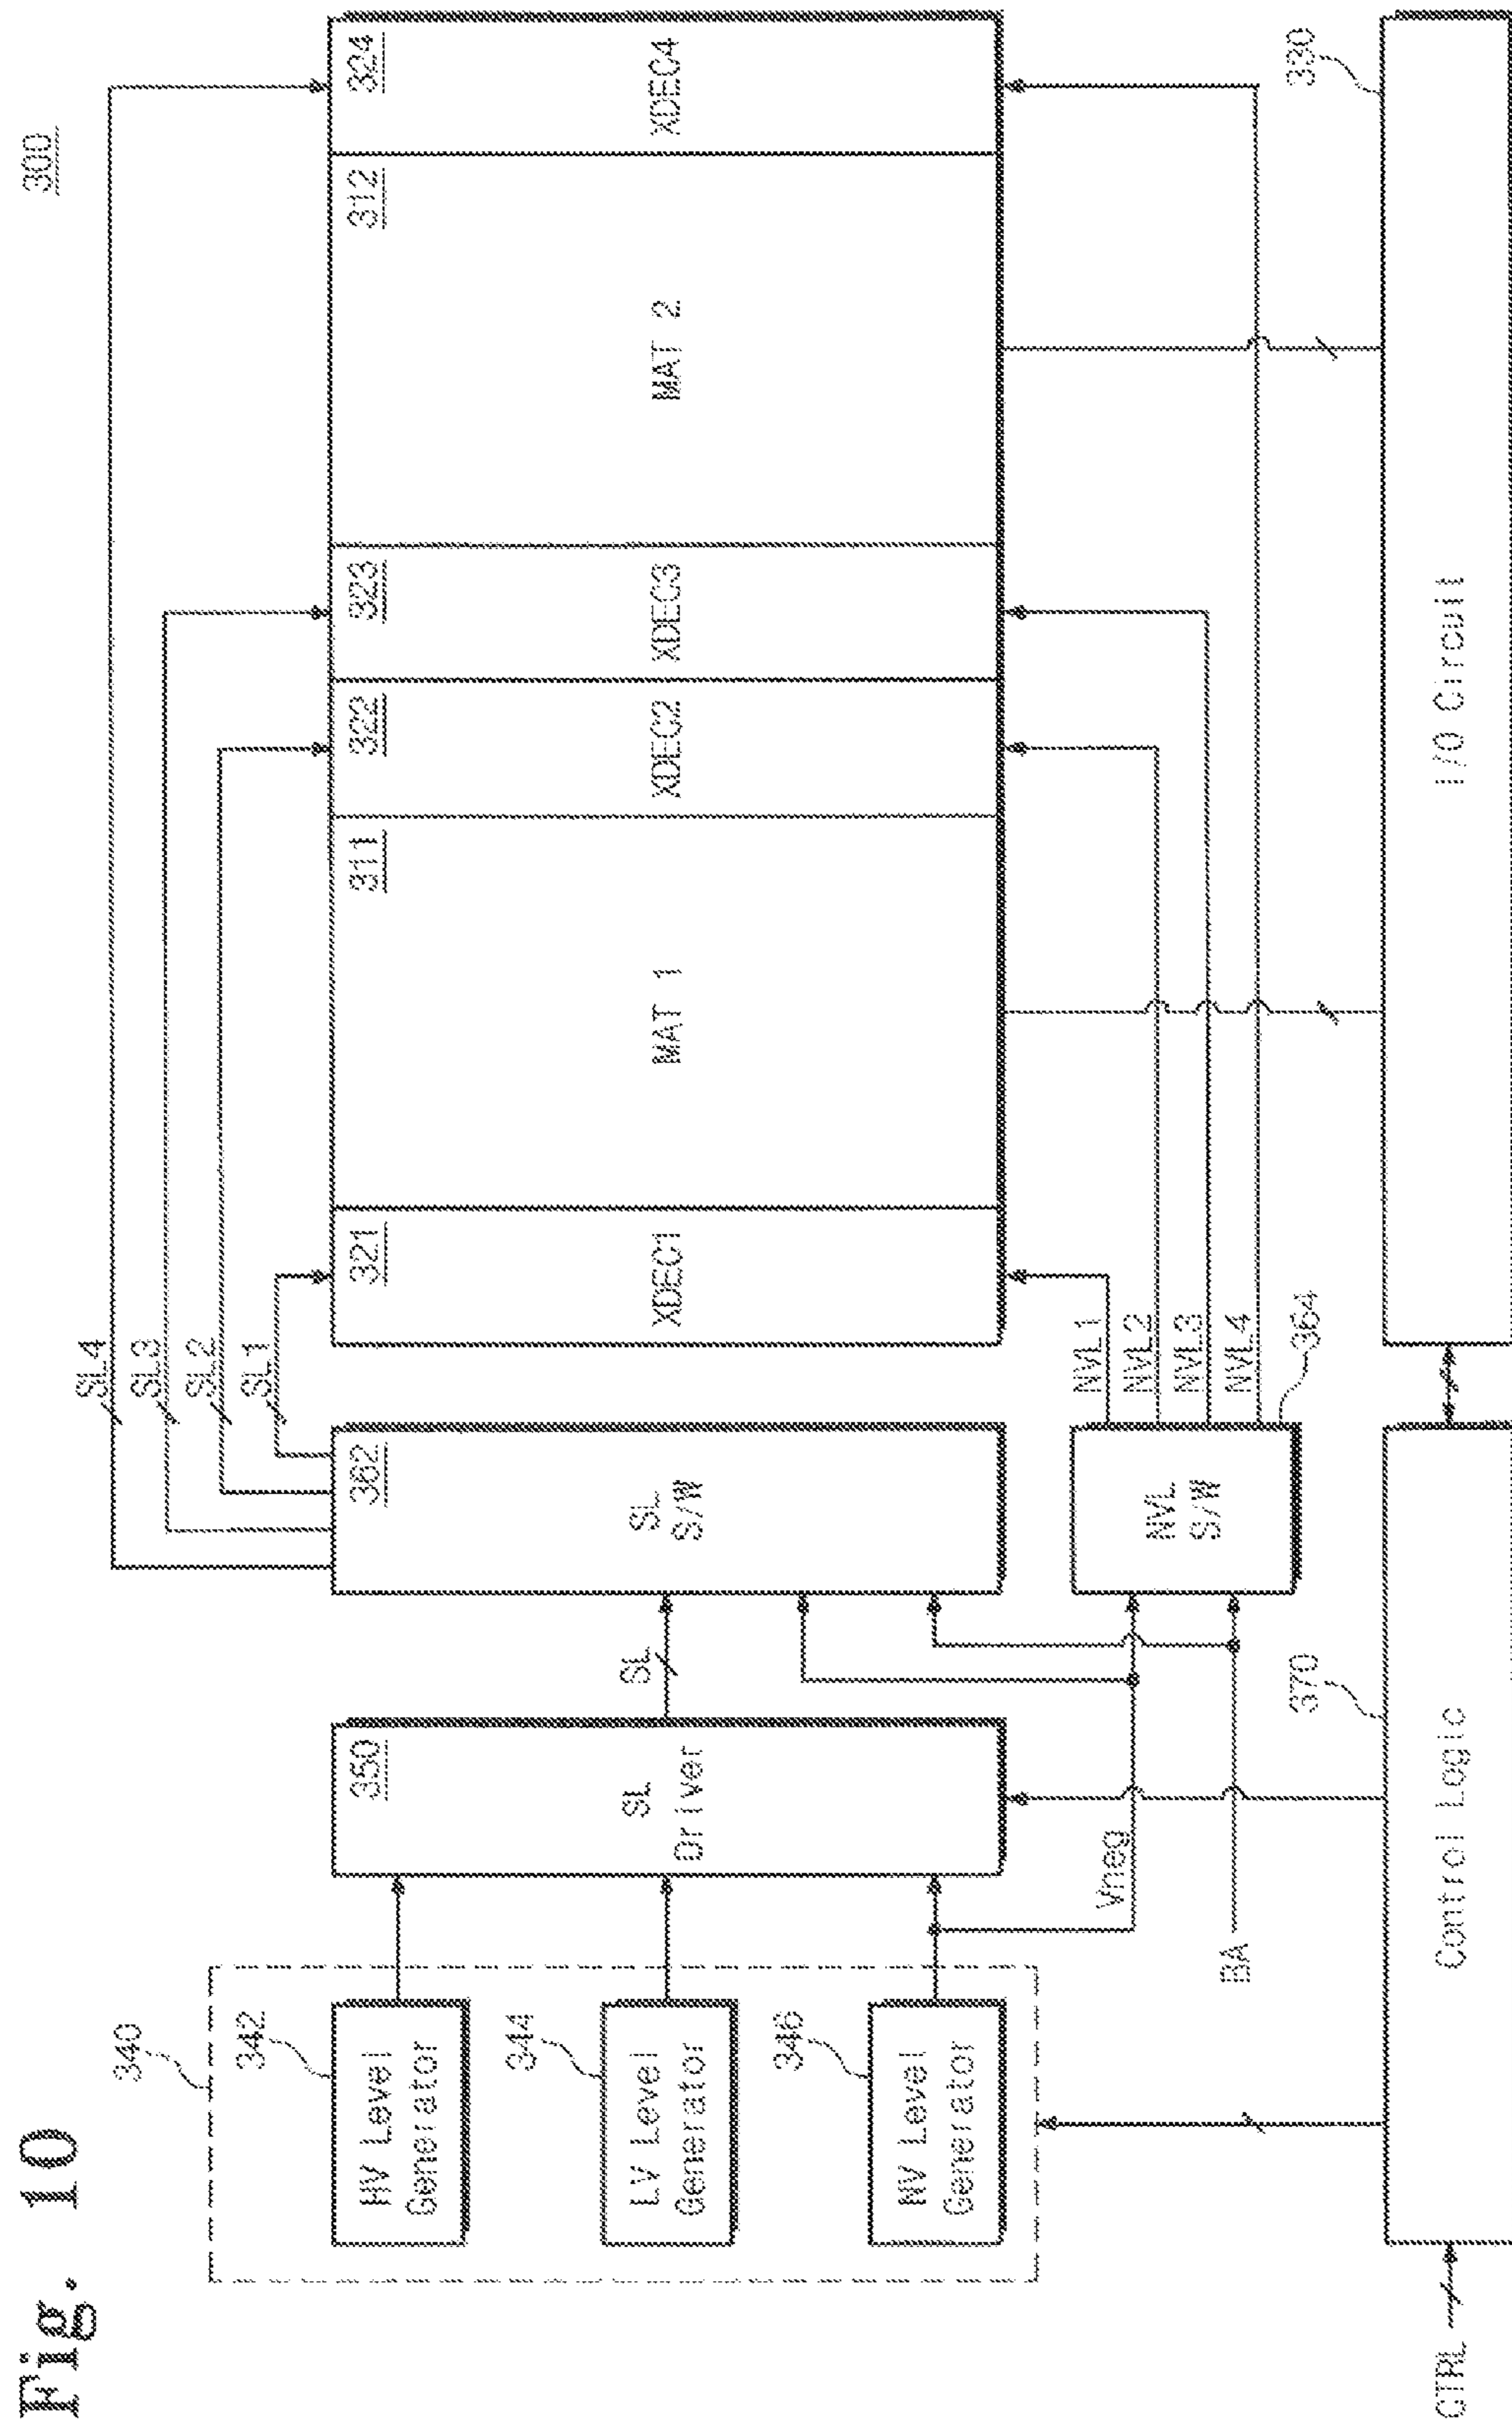 Fig. 10
300
340
342
HV Level
Generator
344
LV Level
Generator
346
NV Level
Generator
350
SL
Driver
SL
Vneg
BA
362
SL
S/W
SL4
SL3
SL2
SL1
NVL
S/W
364
NVL1
NVL2
NVL3
NVL4
321
XDEC1
311
MAT 1
322
XDEC2
323
XDEC3
312
MAT 2
324
XDEC4
CTRL
370
Control Logic
330
I/O Circuit